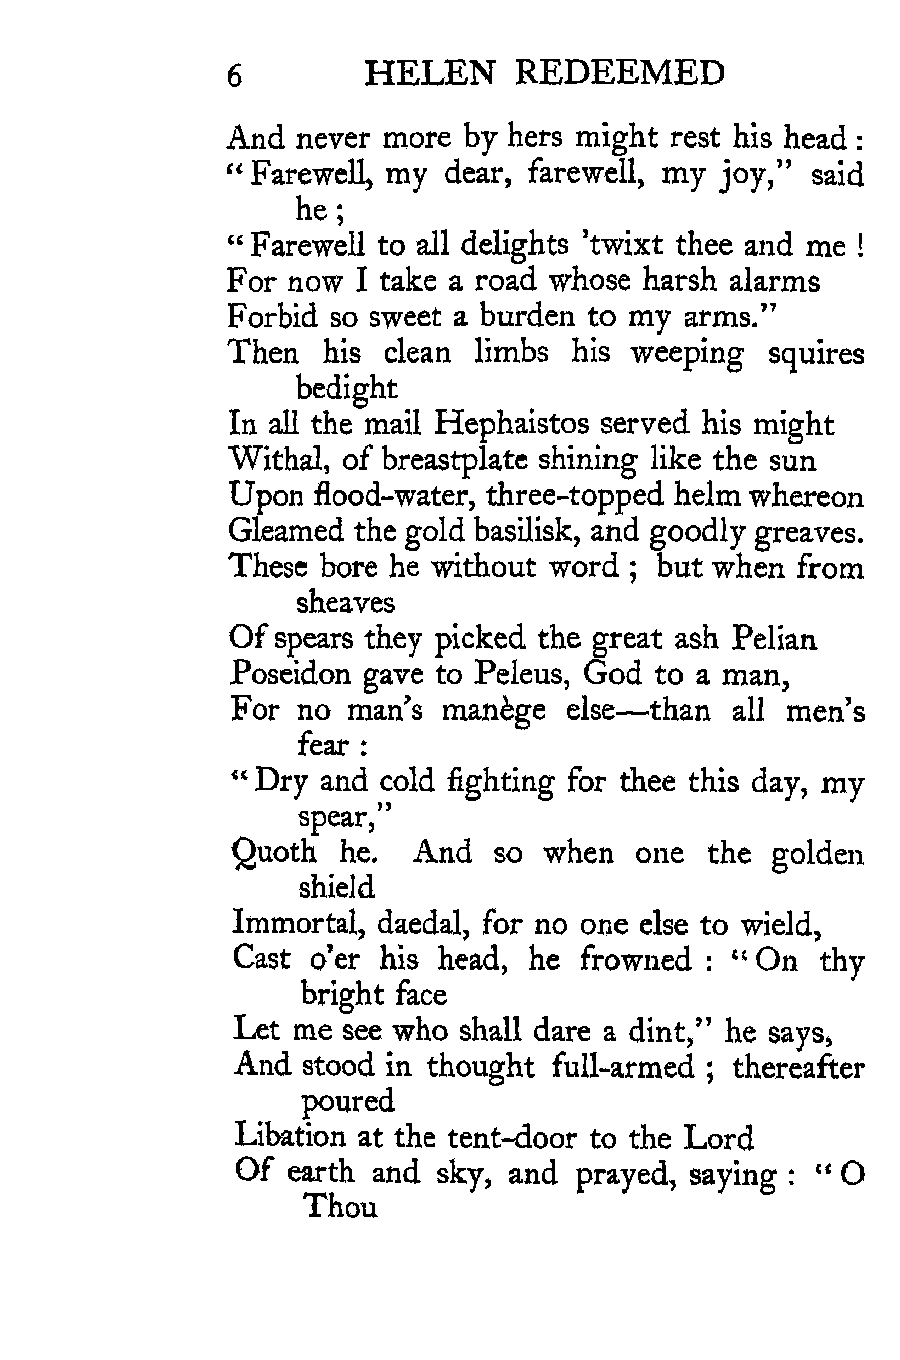 6 HELEN REDEEMED
And never more by hers might rest his head :
“ Farewell, my dear, farewell, my joy,” said
he ;
“ Farewell to all delights ’twixt thee and me !
For now I take a road whose harsh alarms
Forbid so sweet a burden to my arms.”
Then his clean limbs his weeping squires
bedight
In all the mail Hephaistos served his might
Withal, of breastplate shining like the sun
Upon flood-water, three-topped helm whereon
Gleamed the gold basilisk, and goodly greaves.
These bore he without word ; but when from
sheaves
Of spears they picked the great ash Pelian
Poseidon gave to Peleus, God to a man,
For no man’s manège else—than all men’s
fear :
“ Dry and cold fighting for thee this day, my
spear,”
Quoth he. And so when one the golden
shield
Immortal, daedal, for no one else to wield,
Cast o’er his head, he frowned : “ On thy
bright face
Let me see who shall dare a dint,” he says,
And stood in thought full-armed ; thereafter
poured
Libation at the tent-door to the Lord
Of earth and sky, and prayed, saying : “ O
Thou